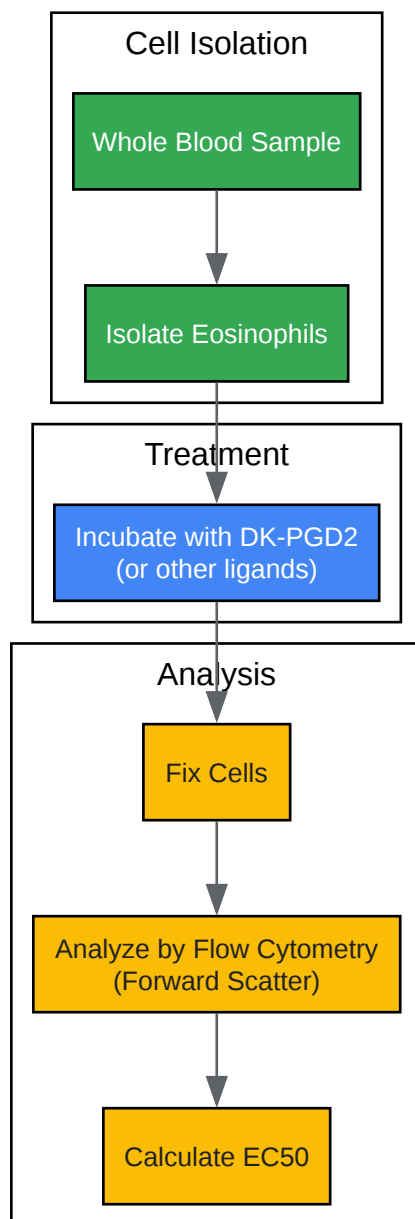 Cell Isolation
Whole Blood Sample
Isolate Eosinophils
Treatment
Incubate with DK-PGD2
(or other ligands)
Analysis
Fix Cells
Analyze by Flow Cytometry
(Forward Scatter)
Calculate EC50